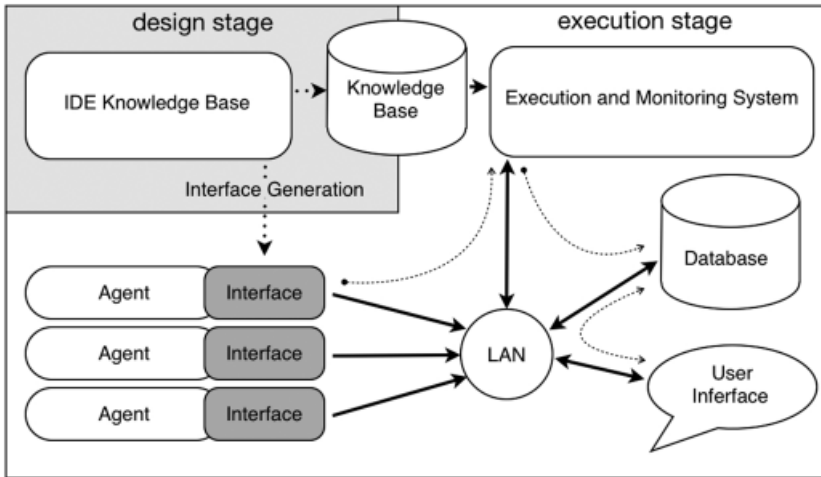 design stage
execution stage
IDE Knowledge Base
Knowledge
Base
Execution and Monitoring System
Interface Generation
Agent
Interface
Agent
Interface
Agent
Interface
LAN
Database
User
Inferface